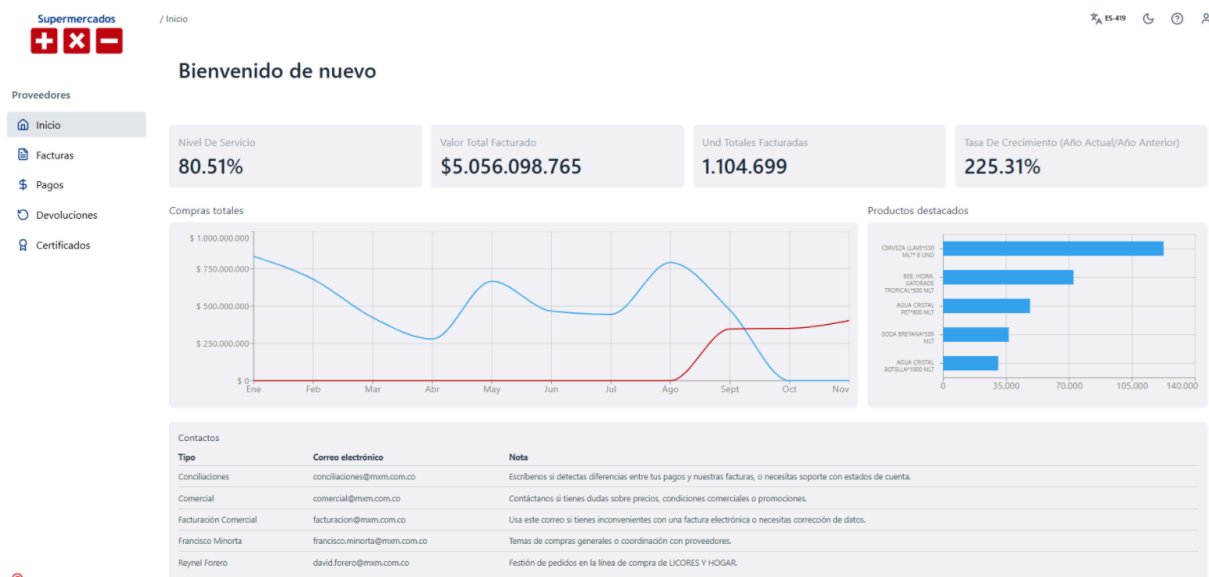 Supermercados
/ Inicio
ES-419
Bienvenido de nuevo
Proveedores
Inicio
Facturas
Pagos
Devoluciones
Certificados
Nivel De Servicio
80.51%
Valor Total Facturado
$5.056.098.765
Und Totales Facturadas
1.104.699
Tasa De Crecimiento (Año Actual/Año Anterior)
225.31%
Compras totales
$ 1.000.000.000
$ 750.000.000
$ 500.000.000
$ 250.000.000
$ 0
Ene Feb Mar Abr May Jun Jul Ago Sept Oct Nov
Productos destacados
CERVEZA LLAVE*330
MLT* 6 UND
BEB. HIDRA.
GATORADE
TROPICAL*500 MLT
AGUA CRISTAL
PET*600 MLT
SODA BRETANA*300
MLT
AGUA CRISTAL
BOTELLA*1000 MLT
0 35.000 70.000 105.000 140.000
Contactos
Tipo Correo electrónico Nota
Conciliaciones conciliaciones@mxm.com.co Escríbenos si detectas diferencias entre tus pagos y nuestras facturas, o necesitas soporte con estados de cuenta.
Comercial comercial@mxm.com.co Contáctanos si tienes dudas sobre precios, condiciones comerciales o promociones.
Facturación Comercial facturacion@mxm.com.co Usa este correo si tienes inconvenientes con una factura electrónica o necesitas corrección de datos.
Francisco Minorta francisco.minorta@mxm.com.co Temas de compras generales o coordinación con proveedores.
Reynel Forero david.forero@mxm.com.co Festión de pedidos en la línea de compra de LICORES Y HOGAR.